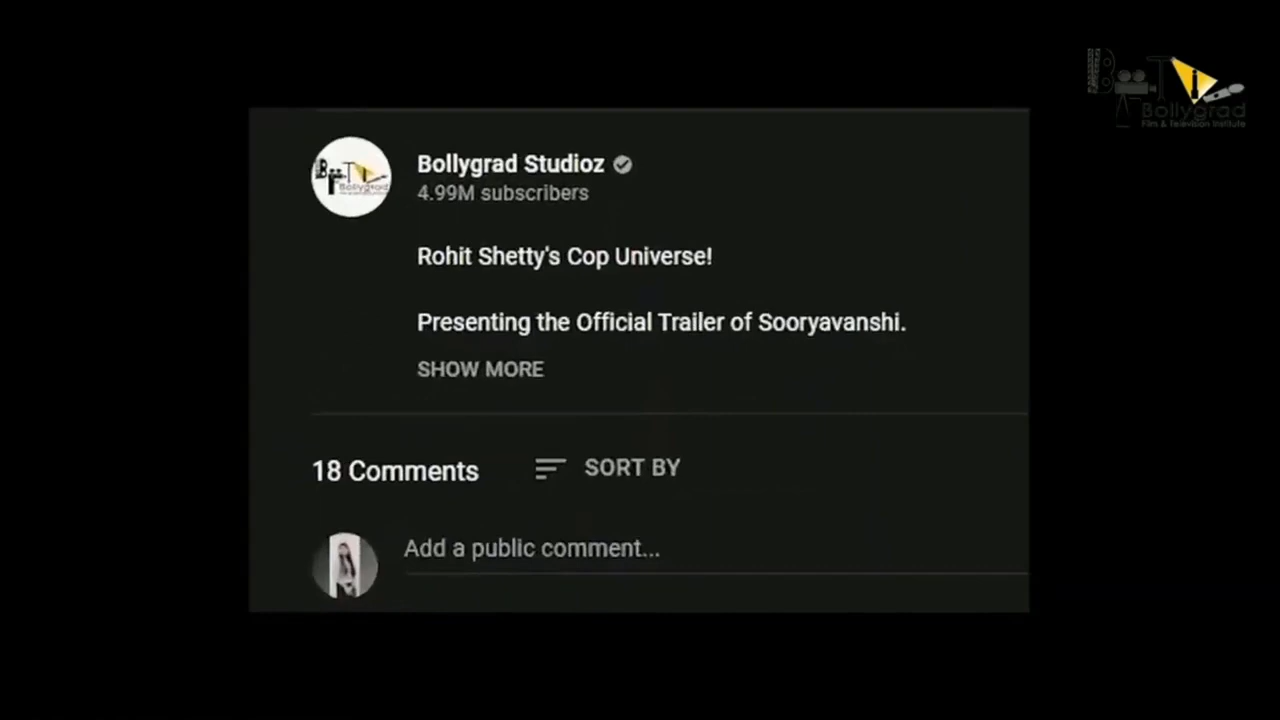 Bollygrad
Film & Television Institute
Bollygrad Studioz
4.99M subscribers
Rohit Shetty's Cop Universe!
Presenting the Official Trailer of Sooryavanshi.
SHOW MORE
18 Comments
SORT BY
Add a public comment...